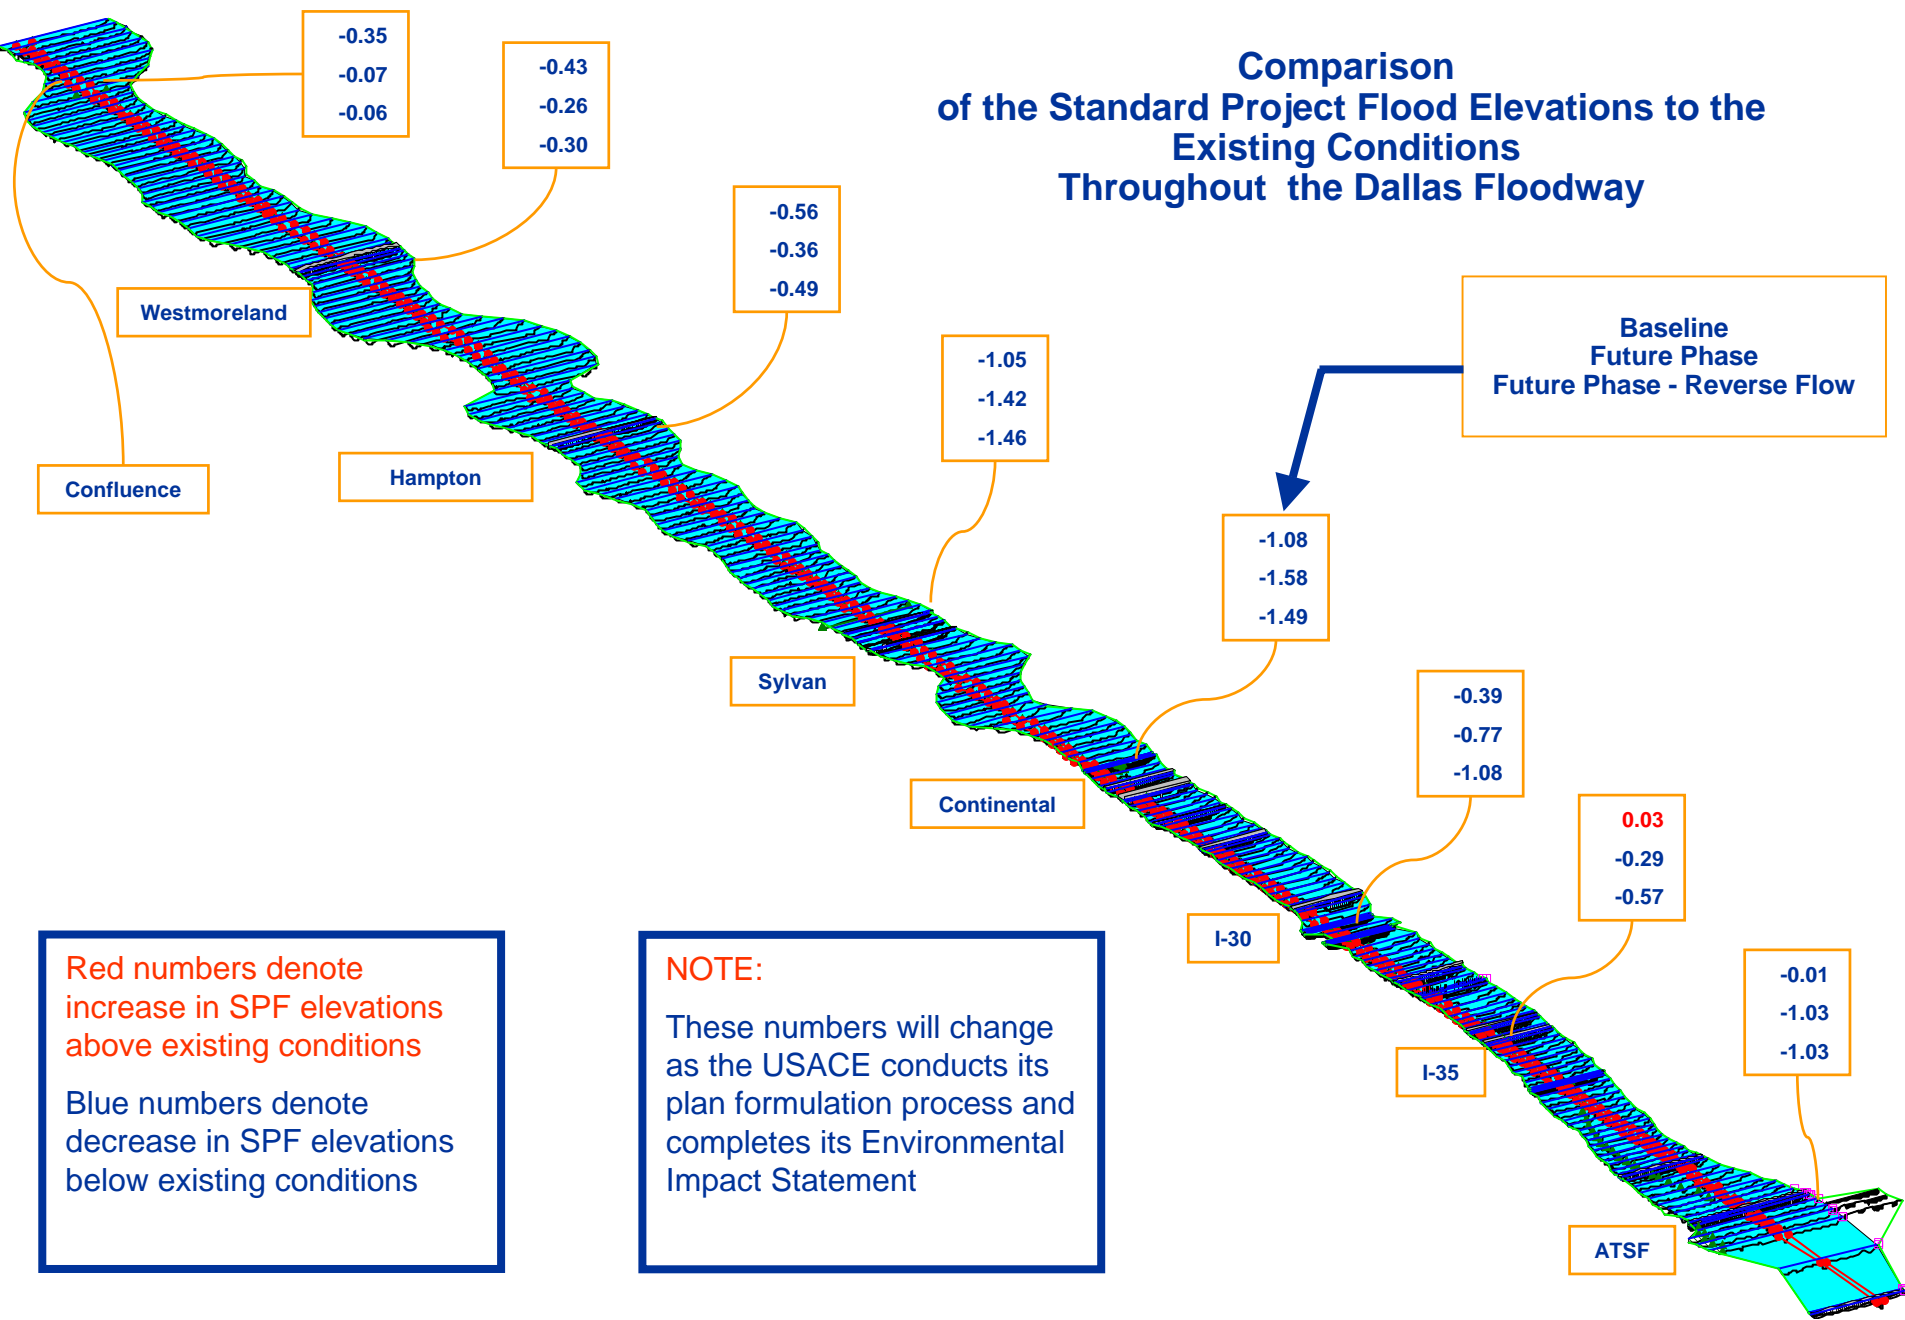 Comparison
of the Standard Project Flood Elevations to the
Existing Conditions
Throughout the Dallas Floodway
-0.35
-0.07
-0.06
-0.43
-0.26
-0.30
-0.56
-0.36
-0.49
-1.05
-1.42
-1.46
Baseline
Future Phase
Future Phase - Reverse Flow
-1.08
-1.58
-1.49
-0.39
-0.77
-1.08
0.03
-0.29
-0.57
-0.01
-1.03
-1.03
Westmoreland
Confluence
Hampton
Sylvan
Continental
I-30
I-35
ATSF
Red numbers denote
increase in SPF elevations
above existing conditions
Blue numbers denote
decrease in SPF elevations
below existing conditions
NOTE:
These numbers will change
as the USACE conducts its
plan formulation process and
completes its Environmental
Impact Statement